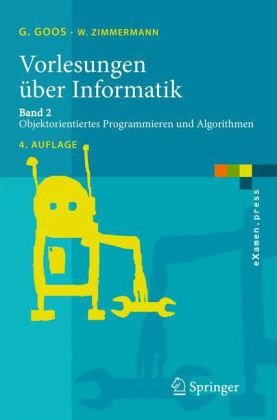 G. GOOS · W. ZIMMERMANN
Vorlesungen
über Informatik
Band 2
Objektorientiertes Programmieren und Algorithmen
4. AUFLAGE
eXamen.press
Springer